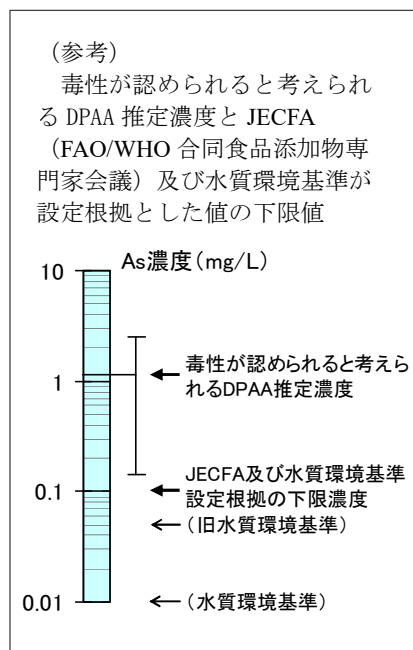 （参考）
毒性が認められると考えられ
る DPAA 推定濃度と JECFA
（FAO/WHO 合同食品添加物専
門家会議）及び水質環境基準が
設定根拠とした値の下限値
As濃度(mg/L)
10
毒性が認められると考えら
れるDPAA推定濃度
1
JECFA及び水質環境基準
設定根拠の下限濃度
0.1
（旧水質環境基準）
0.01
（水質環境基準）